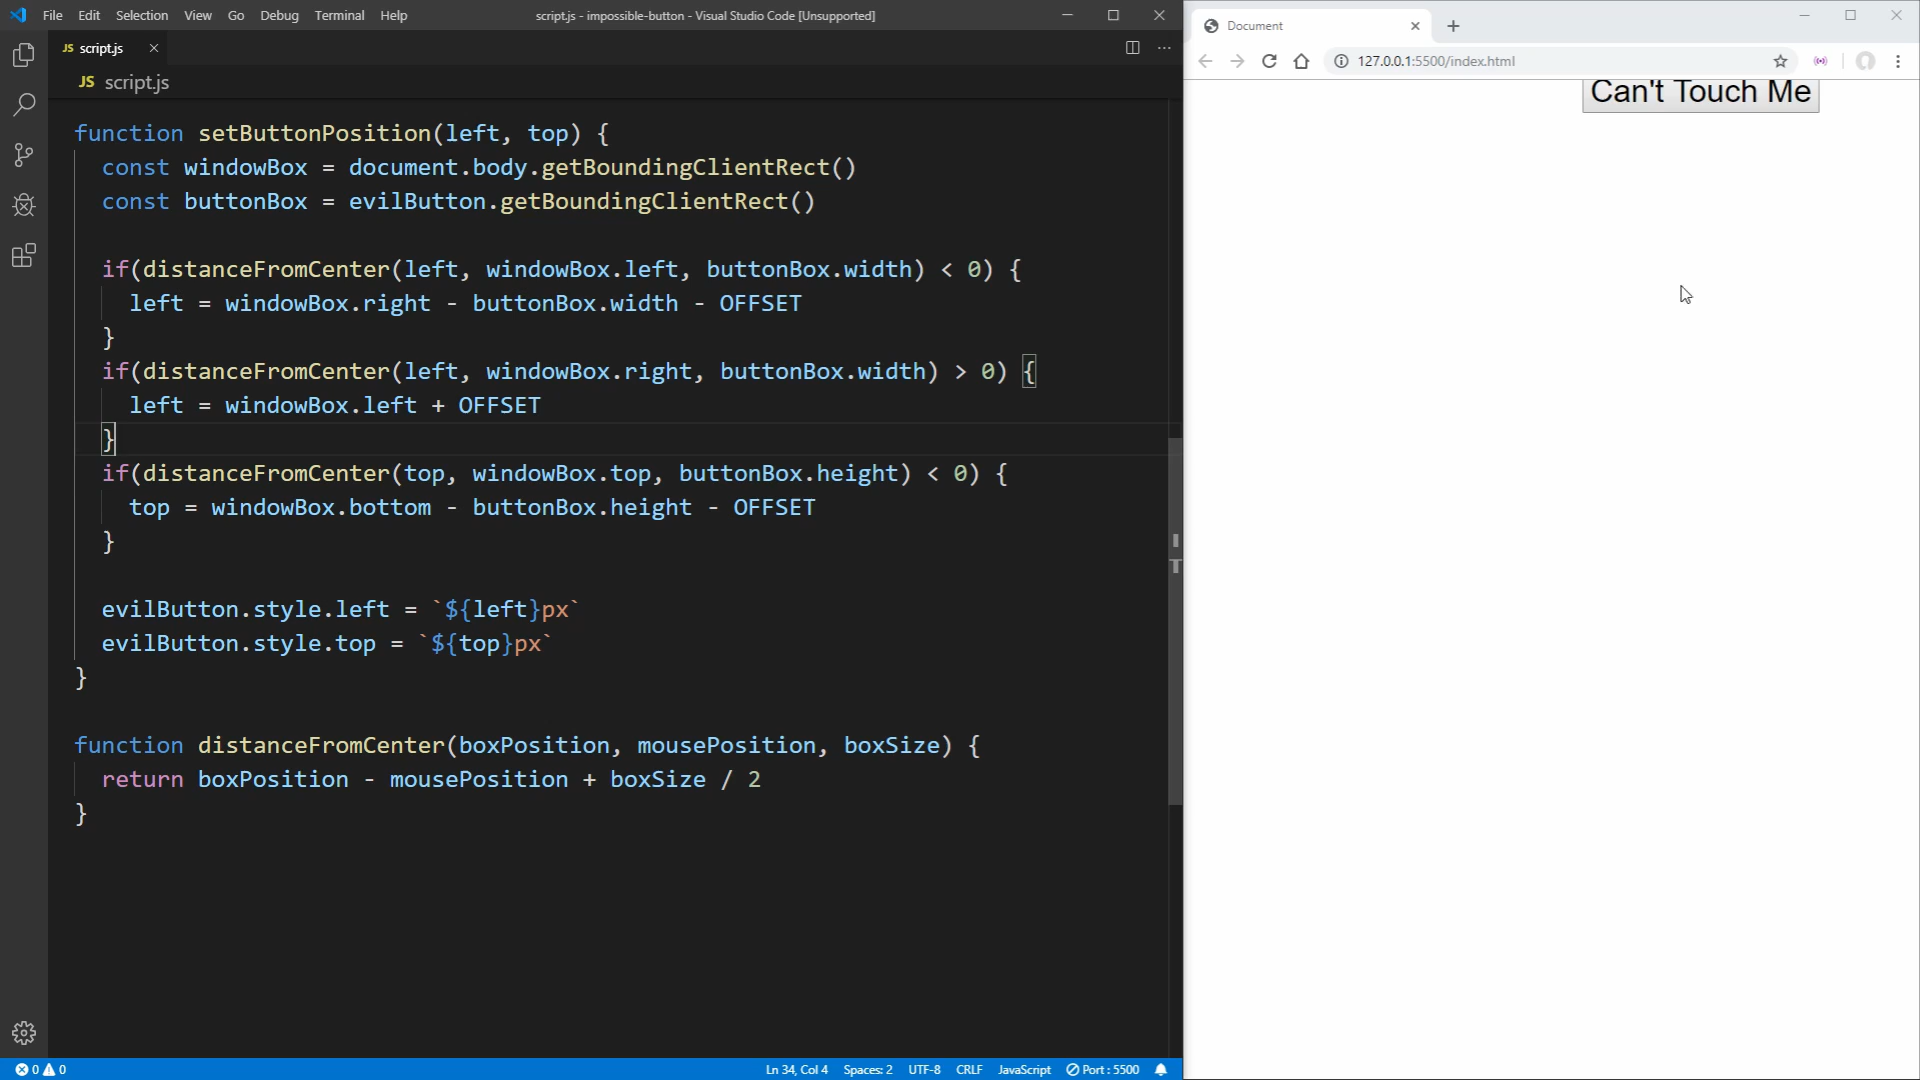 File Edit Selection View Go Debug Terminal Help script.js - impossible-button - Visual Studio Code [Unsupported]
JS script.js
JS script.js
function setButtonPosition(left, top) {
const windowBox = document.body.getBoundingClientRect()
const buttonBox = evilButton.getBoundingClientRect()
if(distanceFromCenter(left, windowBox.left, buttonBox.width) < 0) {
left = windowBox.right - buttonBox.width - OFFSET
}
if(distanceFromCenter(left, windowBox.right, buttonBox.width) > 0) {
left = windowBox.left + OFFSET
}
if(distanceFromCenter(top, windowBox.top, buttonBox.height) < 0) {
top = windowBox.bottom - buttonBox.height - OFFSET
}
evilButton.style.left = `${left}px`
evilButton.style.top = `${top}px`
}
function distanceFromCenter(boxPosition, mousePosition, boxSize) {
return boxPosition - mousePosition + boxSize / 2
}
0 0 Ln 34, Col 4 Spaces: 2 UTF-8 CRLF JavaScript Port : 5500
Document
127.0.0.1:5500/index.html
Can't Touch Me